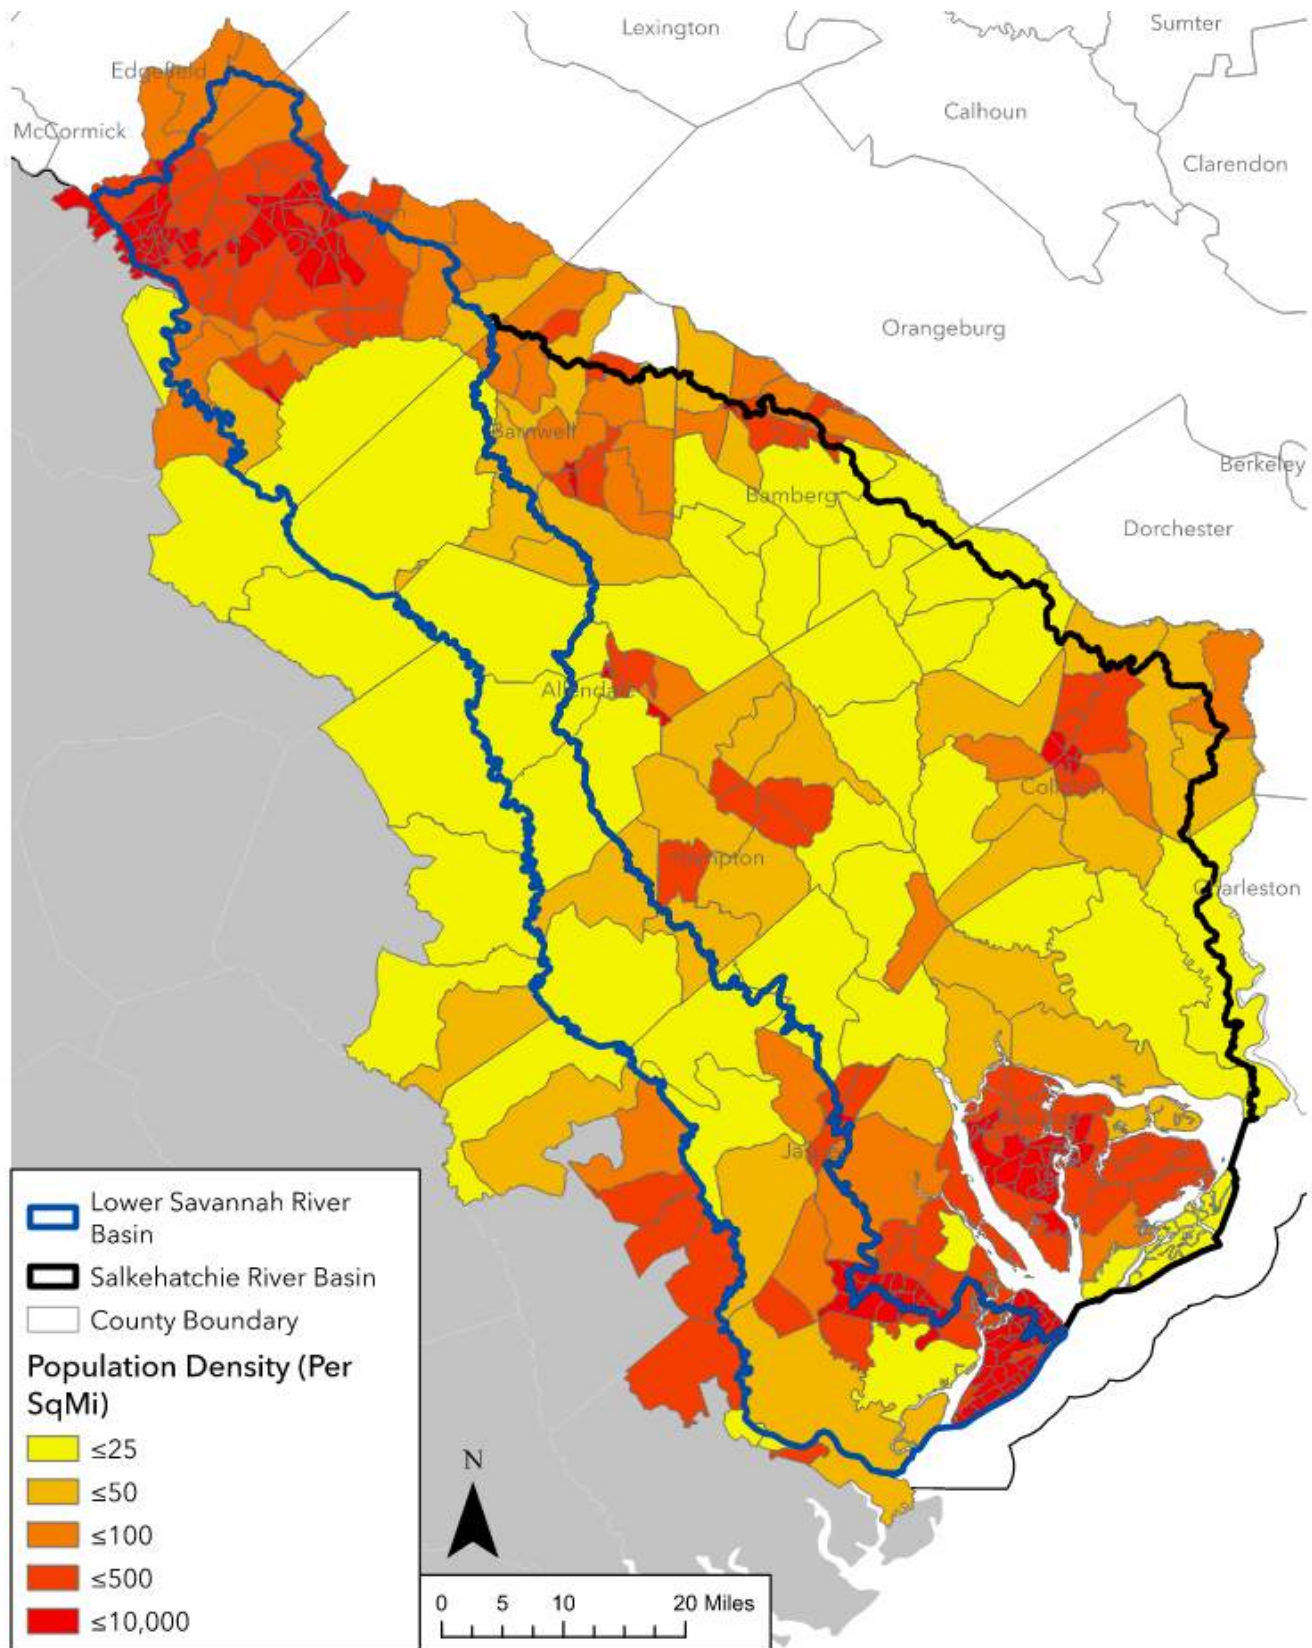 Lexington
Sumter
Edgefield
Calhoun
McCormick
Clarendon
Aiken
Orangeburg
Barnwell
Berkeley
Bamberg
Dorchester
Allendale
Colleton
Hampton
Charleston
Jasper
Lower Savannah River
Basin
Salkehatchie River Basin
County Boundary
Population Density (Per
SqMi)
≤25
≤50
≤100
≤500
≤10,000
N
0 5 10 20 Miles